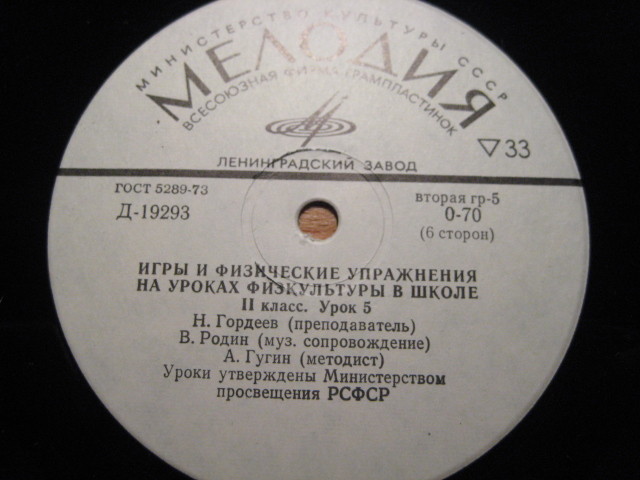 МИНИСТЕРСТВО КУЛЬТУРЫ СССР
МЕЛОДИЯ
ВСЕСОЮЗНАЯ ФИРМА ГРАМПЛАСТИНОК
ЛЕНИНГРАДСКИЙ ЗАВОД
▽33
ГОСТ 5289-73
Д-19293
вторая гр-5
0-70
(6 сторон)
ИГРЫ И ФИЗИЧЕСКИЕ УПРАЖНЕНИЯ
НА УРОКАХ ФИЗКУЛЬТУРЫ В ШКОЛЕ
II класс. Урок 5
Н. Гордеев (преподаватель)
В. Родин (муз. сопровождение)
А. Гугин (методист)
Уроки утверждены Министерством
просвещения РСФСР